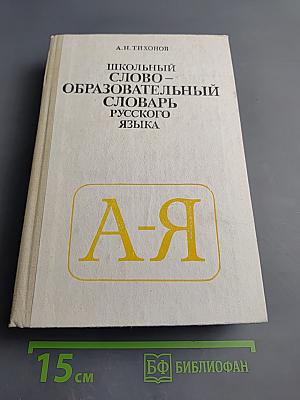 А.Н. ТИХОНОВ
ШКОЛЬНЫЙ
СЛОВО–
ОБРАЗОВАТЕЛЬНЫЙ
СЛОВАРЬ
РУССКОГО
ЯЗЫКА
А-Я
15 см
БФ БИБЛИОФАН